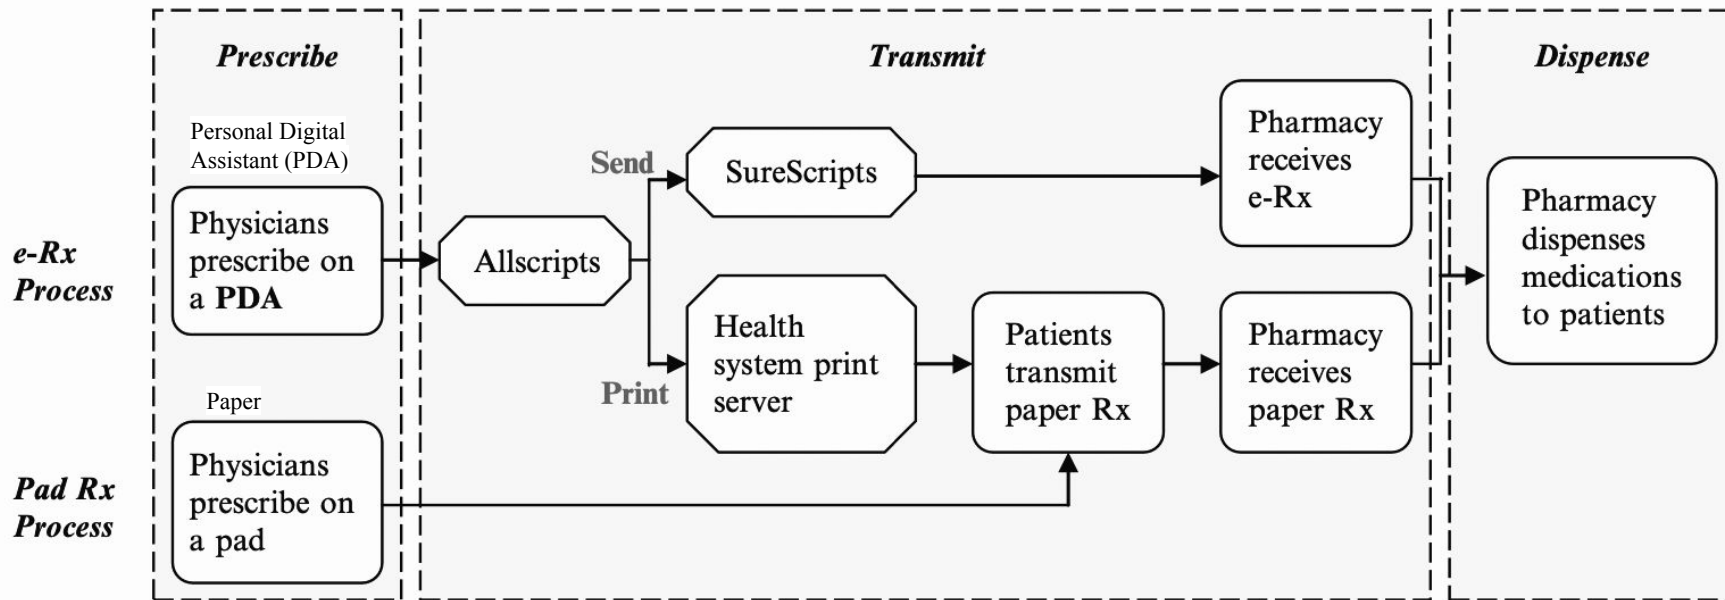 Prescribe
Transmit
Dispense
Personal Digital
Assistant (PDA)
e-Rx
Process
Physicians
prescribe on
a PDA
Allscripts
Send
SureScripts
Pharmacy
receives
e-Rx
Print
Health
system print
server
Patients
transmit
paper Rx
Pharmacy
receives
paper Rx
Pharmacy
dispenses
medications
to patients
Paper
Pad Rx
Process
Physicians
prescribe on
a pad